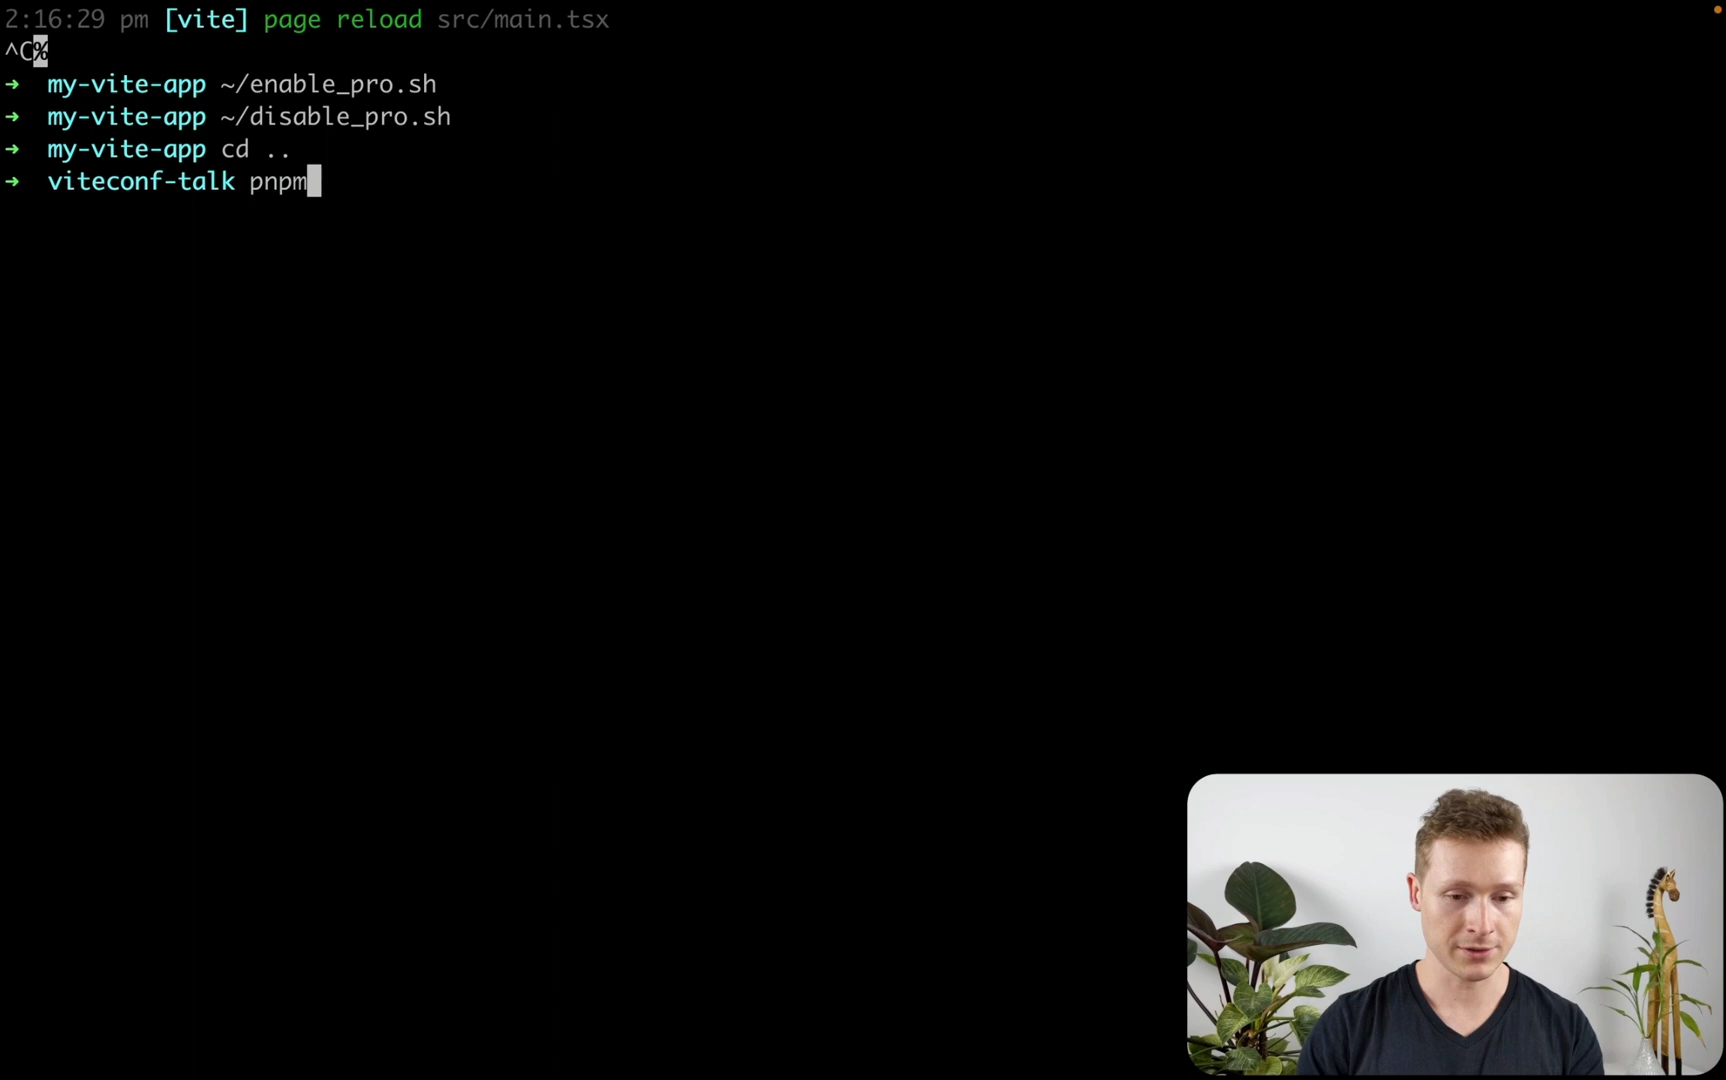 2:16:29 pm [vite] page reload src/main.tsx
^C%
➜  my-vite-app ~/enable_pro.sh
➜  my-vite-app ~/disable_pro.sh
➜  my-vite-app cd ..
➜  viteconf-talk pnpm